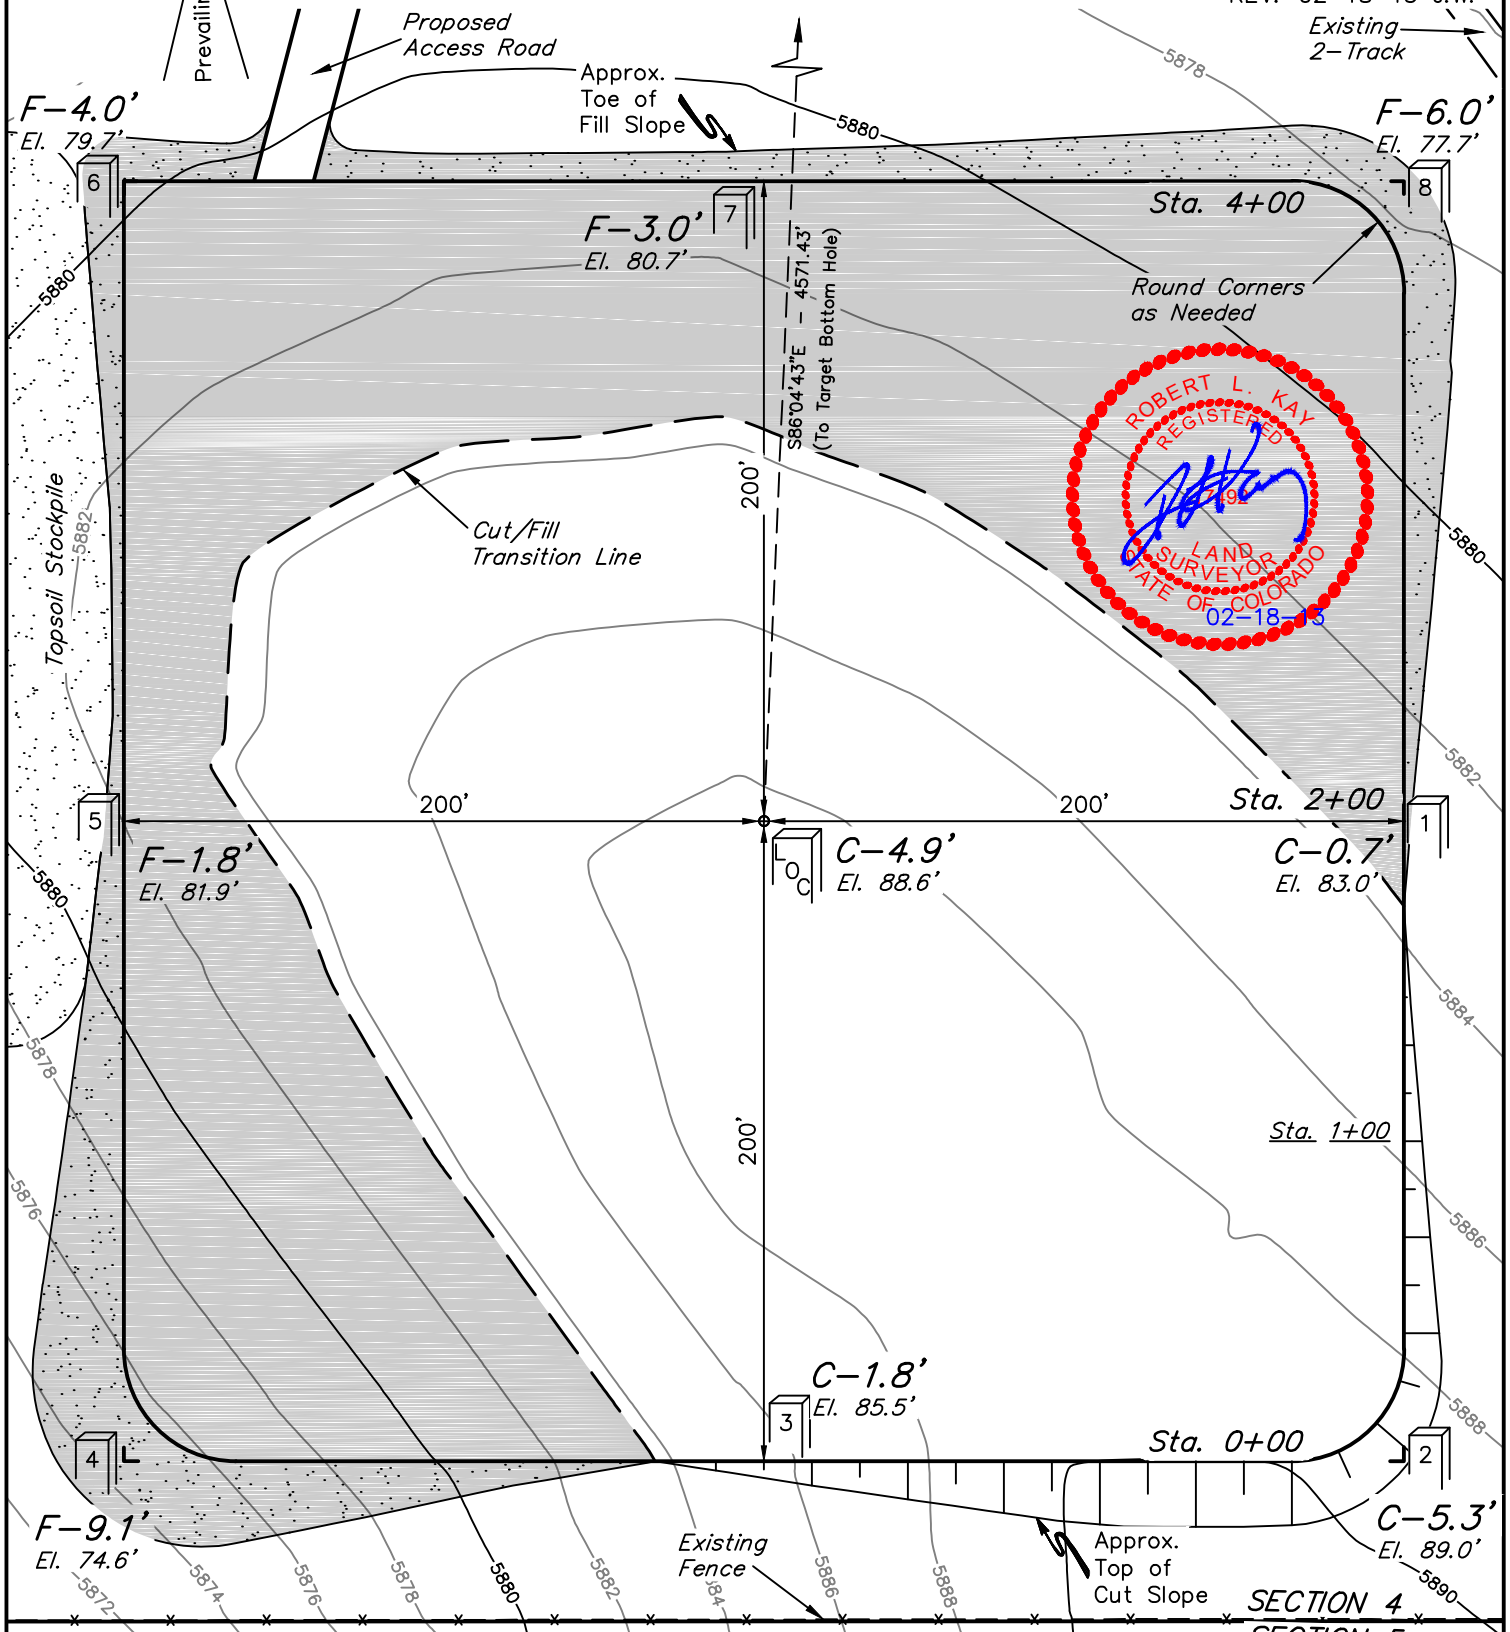 Prevailin
Proposed
Access Road
Existing
2-Track
Approx.
Toe of
Fill Slope
5878
5880
F-4.0'
El. 79.7'
F-6.0'
El. 77.7'
6
7
8
Sta. 4+00
F-3.0'
El. 80.7'
S86°04'43"E - 4571.43'
(To Target Bottom Hole)
5880
Round Corners
as Needed
ROBERT L. KAY
REGISTERED
7492
LAND
SURVEYOR
STATE OF COLORADO
02-18-13
200'
Cut/Fill
Transition Line
Topsoil Stockpile
5882
5880
5882
200'
200'
Sta. 2+00
5
1
LOC
F-1.8'
El. 81.9'
C-4.9'
El. 88.6'
C-0.7'
El. 83.0'
5880
5884
5878
200'
Sta. 1+00
5876
5886
C-1.8'
El. 85.5'
3
5888
Sta. 0+00
4
2
F-9.1'
El. 74.6'
C-5.3'
El. 89.0'
Existing
Fence
Approx.
Top of
Cut Slope
5872
5874
5876
5878
5880
5882
5886
5888
5890
SECTION 4